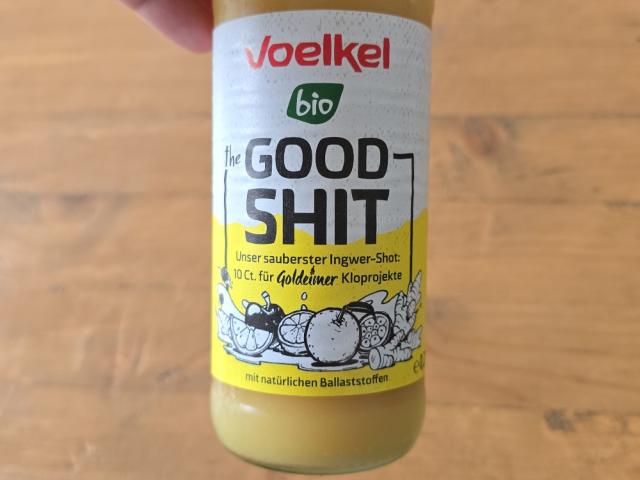 Voelkel
bio
the GOOD
SHIT
Unser sauberster Ingwer-Shot:
10 Ct. für Goldeimer Kloprojekte
mit natürlichen Ballaststoffen